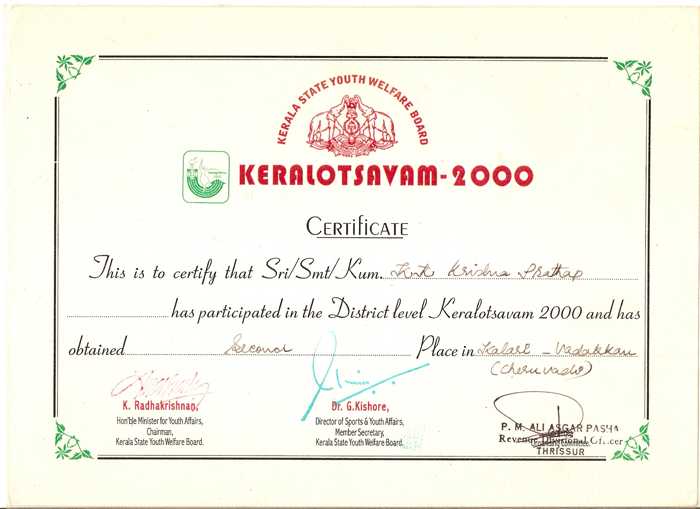 KERALA STATE YOUTH WELFARE BOARD
KERALOTSAVAM-2000
CERTIFICATE
This is to certify that Sri/Smt/Kum. Krishna Prathap
has participated in the District level Keralotsavam 2000 and has
obtained Second Place in Kalari - Vadakkan
(Cheruvadi)
K. Radhakrishnan,
Hon'ble Minister for Youth Affairs,
Chairman,
Kerala State Youth Welfare Board.
Dr. G.Kishore,
Director of Sports & Youth Affairs,
Member Secretary,
Kerala State Youth Welfare Board.
P. M. ALI ASGAR PASHA
Revenue Divisional Officer
THRISSUR